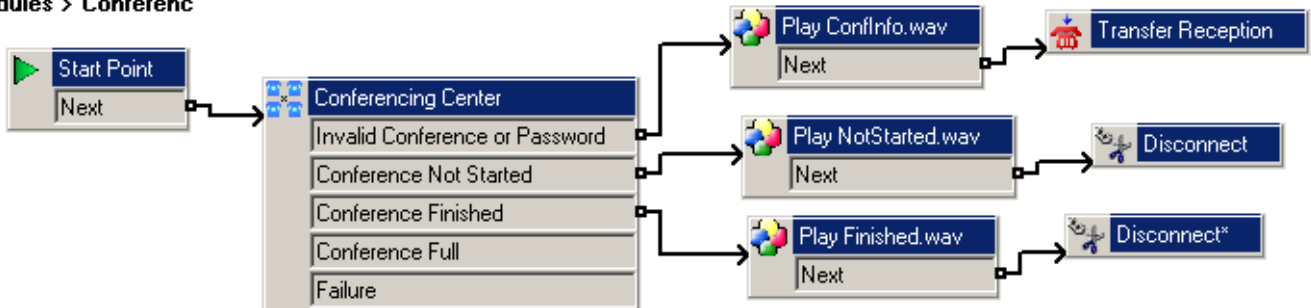 dules > Conferenc
Start Point
Next
Conferencing Center
Invalid Conference or Password
Conference Not Started
Conference Finished
Conference Full
Failure
Play ConfInfo.wav
Next
Transfer Reception
Play NotStarted.wav
Next
Disconnect
Play Finished.wav
Next
Disconnect*